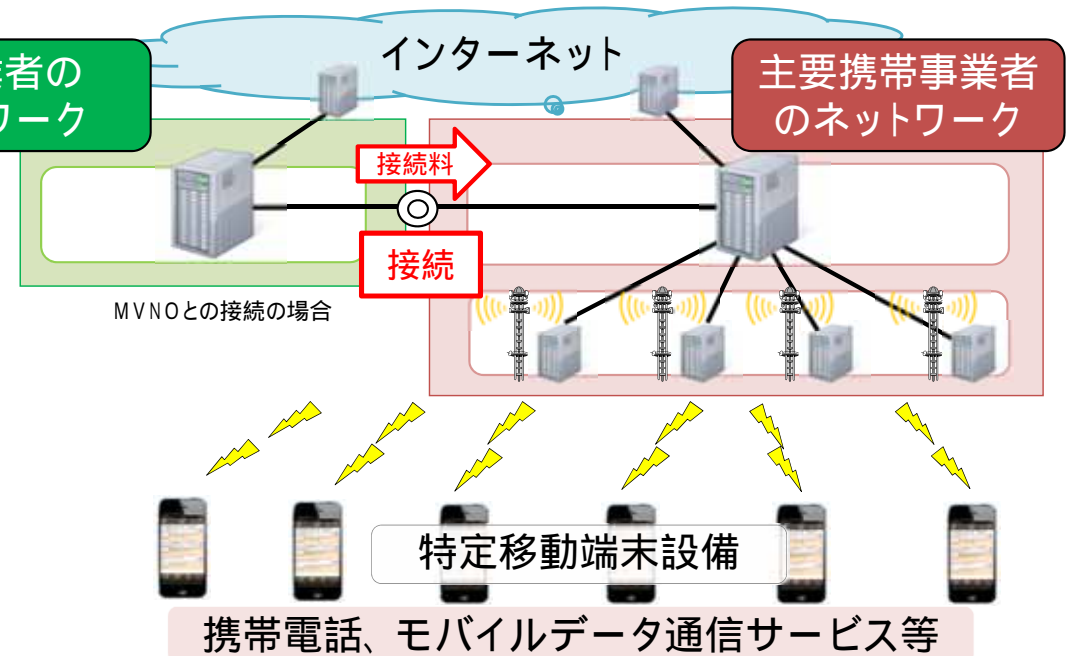 インターネット
者の
ワーク
主要携帯事業者
のネットワーク
接続料
接続
MVNOとの接続の場合
特定移動端末設備
携帯電話、モバイルデータ通信サービス等